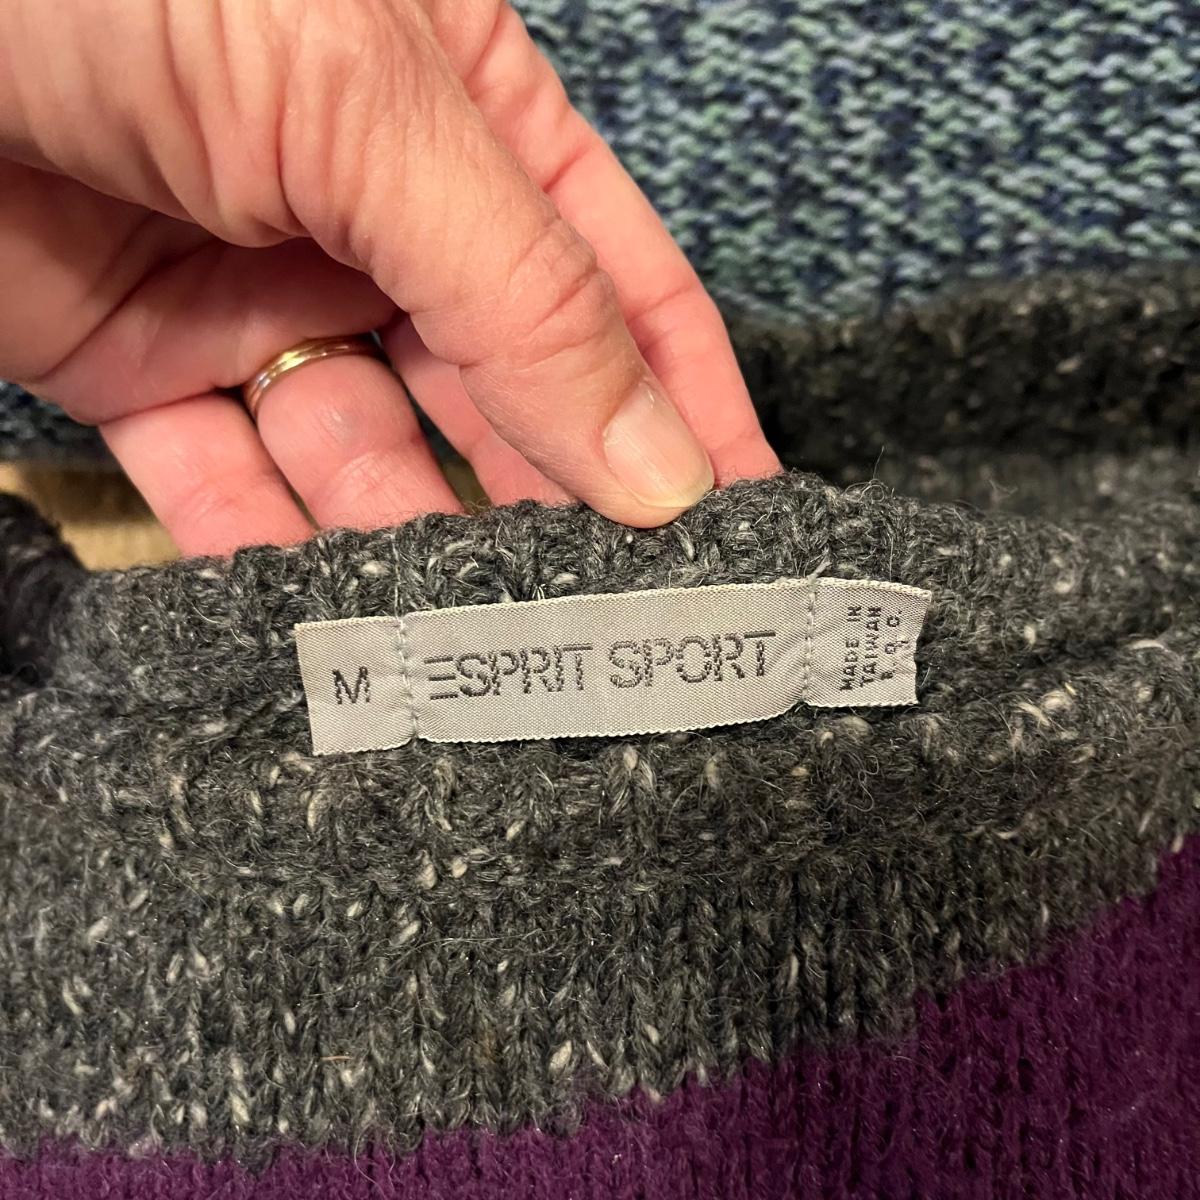 M
ESPRIT SPORT
MADE IN
TAIWAN
R. O. C.